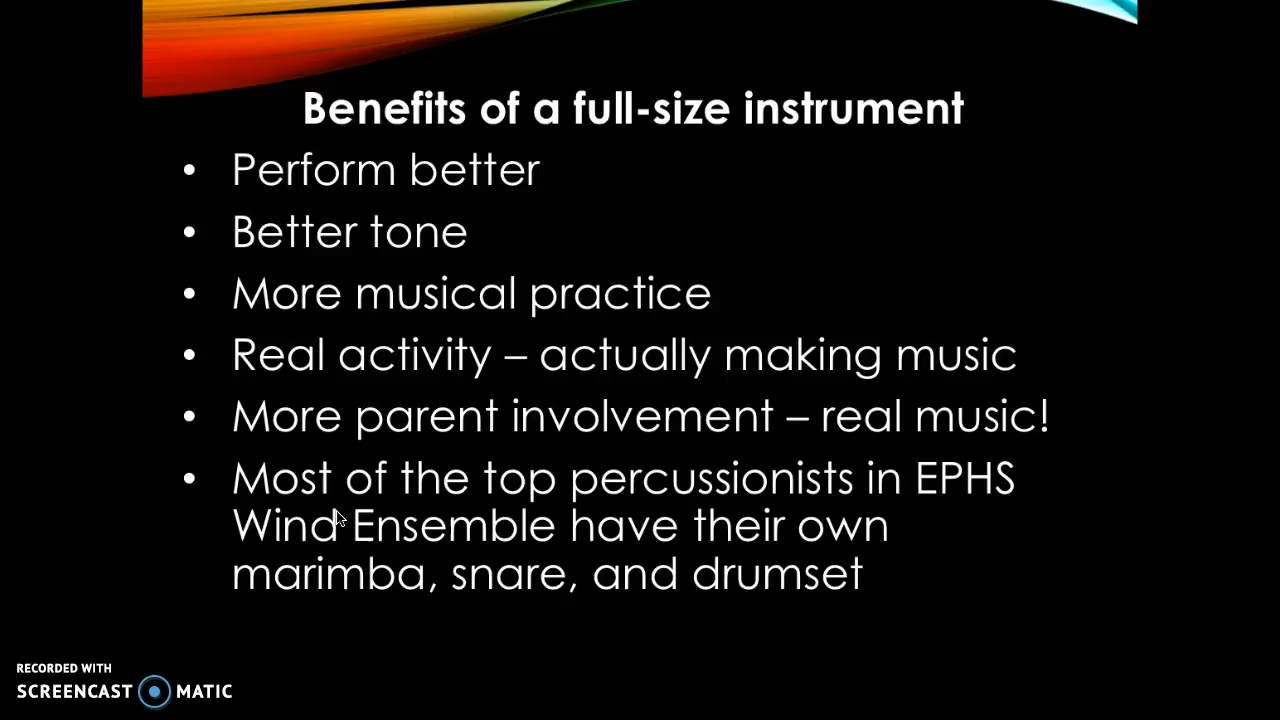 Benefits of a full-size instrument
• Perform better
• Better tone
• More musical practice
• Real activity – actually making music
• More parent involvement – real music!
• Most of the top percussionists in EPHS
Wind Ensemble have their own
marimba, snare, and drumset
RECORDED WITH
SCREENCAST MATIC